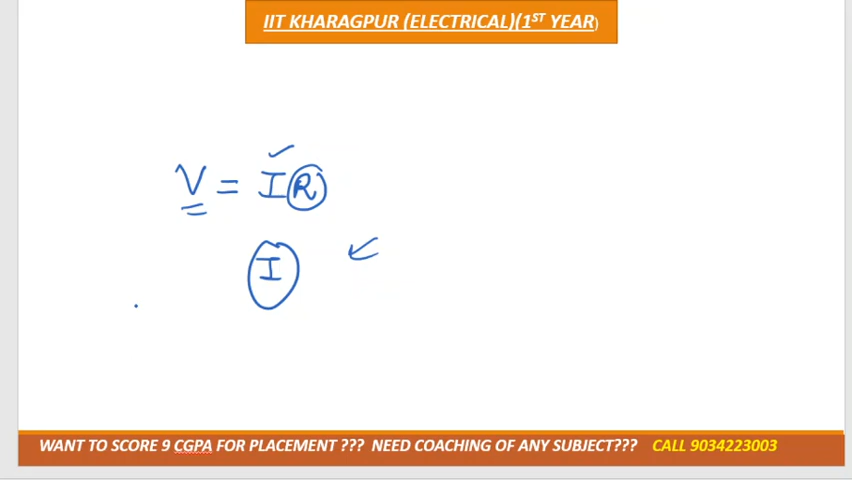 IIT KHARAGPUR (ELECTRICAL)(1ST YEAR)
V = IR
I
WANT TO SCORE 9 CGPA FOR PLACEMENT ??? NEED COACHING OF ANY SUBJECT??? CALL 9034223003